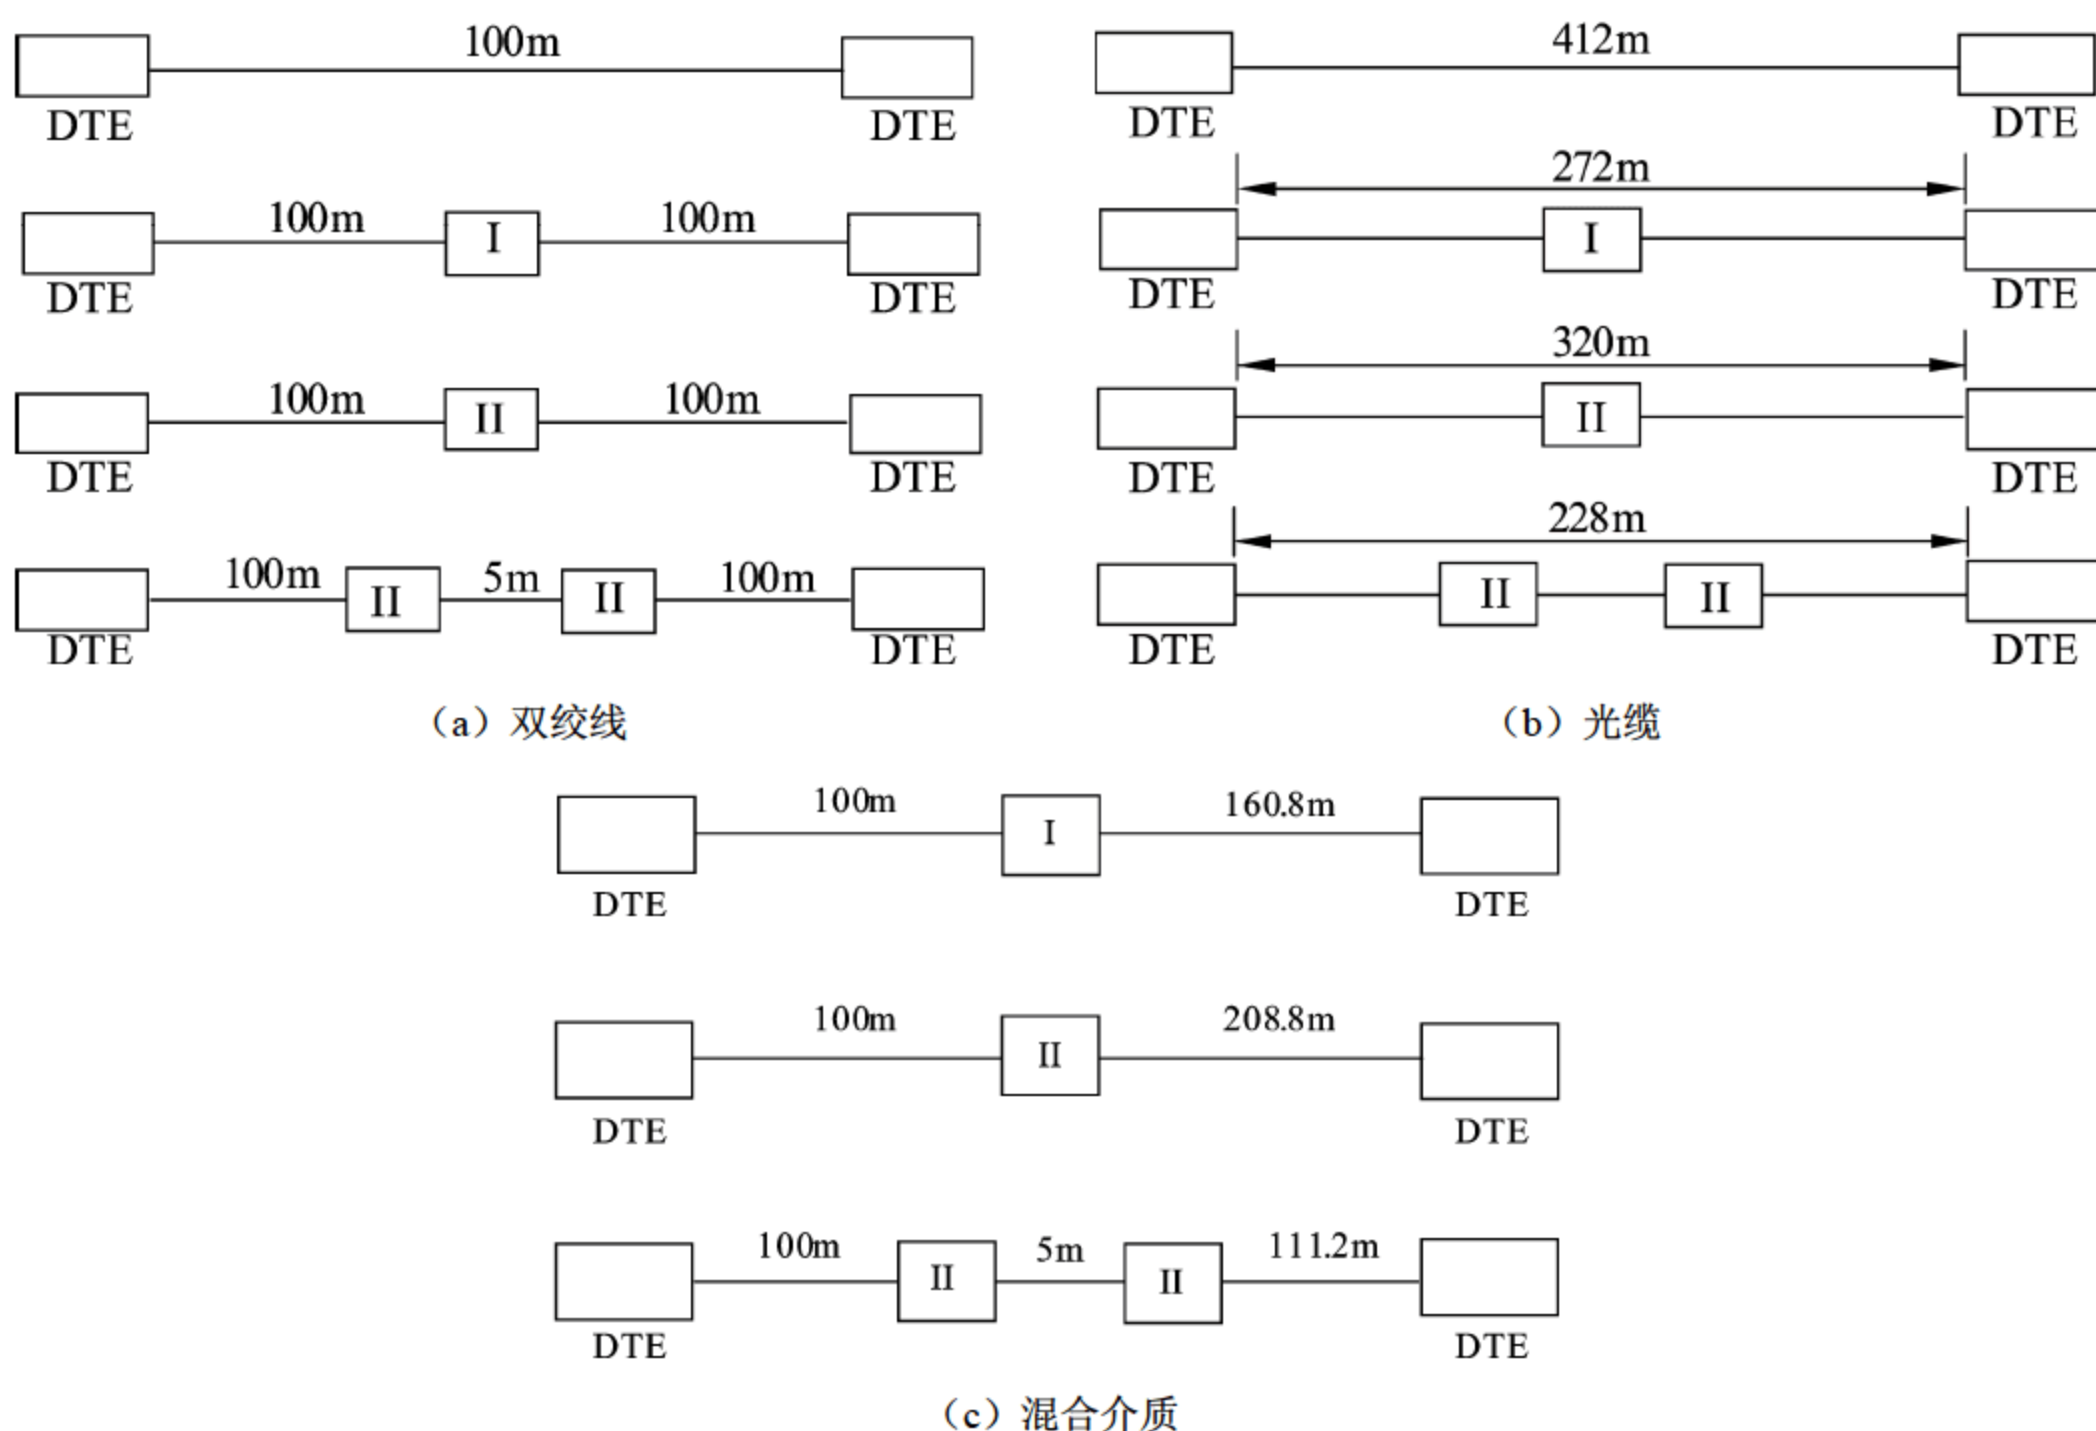 100m
DTE DTE
100m I 100m
DTE DTE
100m II 100m
DTE DTE
100m II 5m II 100m
DTE DTE
（a）双绞线
412m
DTE DTE
272m
I
DTE DTE
320m
II
DTE DTE
228m
II II
DTE DTE
（b）光缆
100m I 160.8m
DTE DTE
100m II 208.8m
DTE DTE
100m II 5m II 111.2m
DTE DTE
（c）混合介质